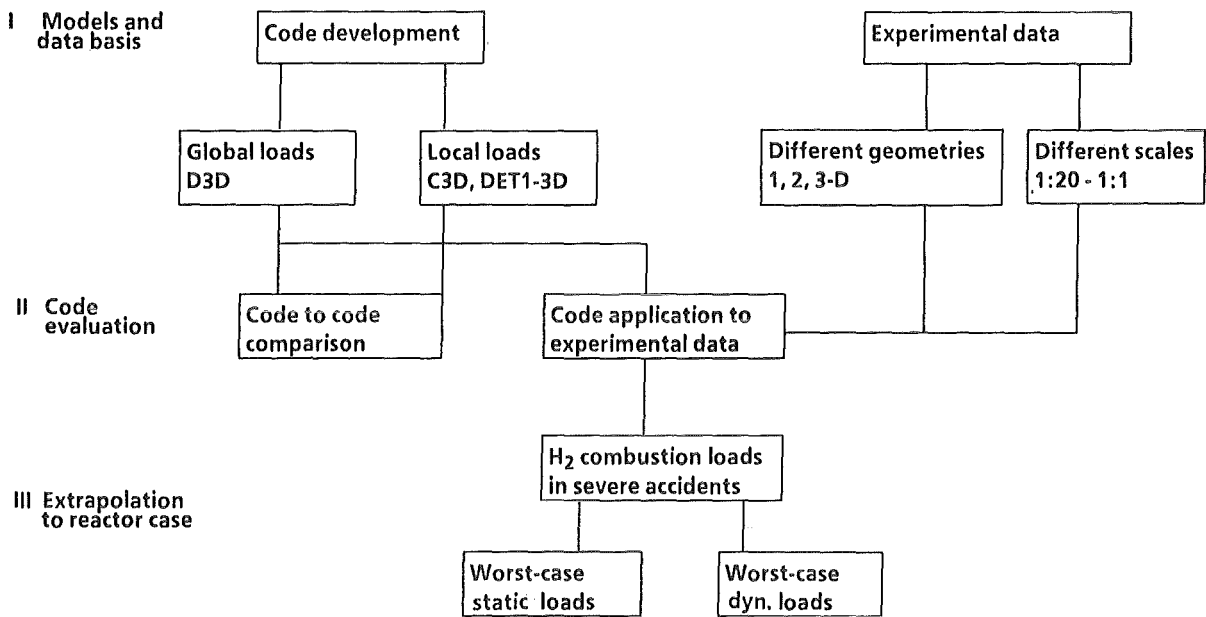 I Models and
data basis
Code development
Experimental data
Global loads
D3D
Local loads
C3D, DET1-3D
Different geometries
1, 2, 3-D
Different scales
1:20 - 1:1
II Code
evaluation
Code to code
comparison
Code application to
experimental data
H₂ combustion loads
in severe accidents
III Extrapolation
to reactor case
Worst-case
static loads
Worst-case
dyn. loads